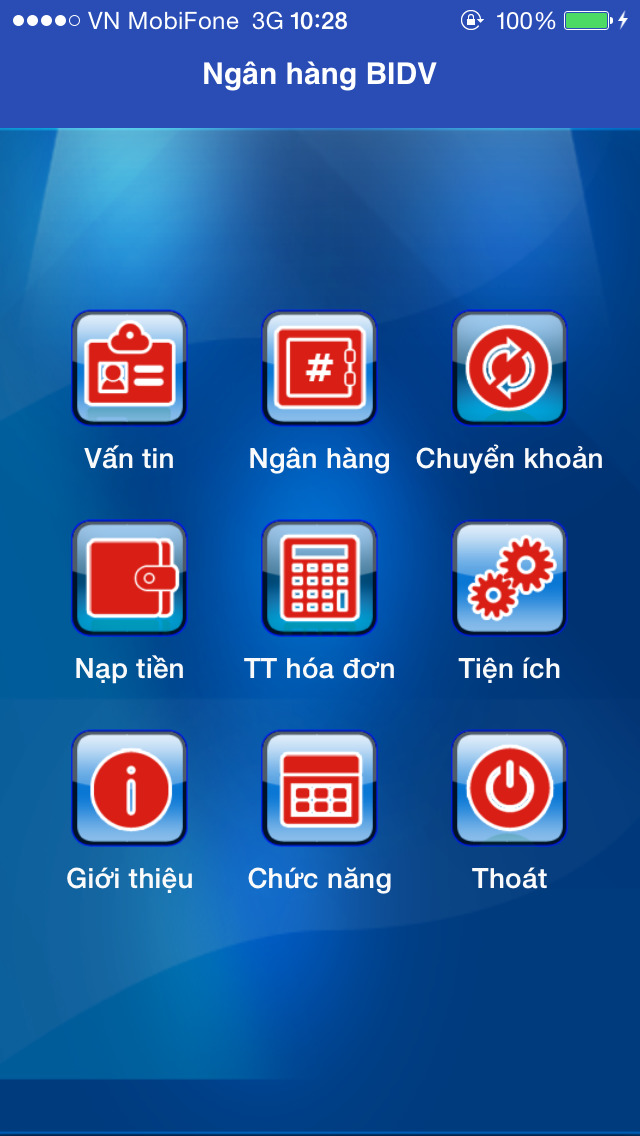 VN MobiFone 3G 10:28 100%
Ngân hàng BIDV
#
Vấn tin Ngân hàng Chuyển khoản
Nạp tiền TT hóa đơn Tiện ích
i
Giới thiệu Chức năng Thoát